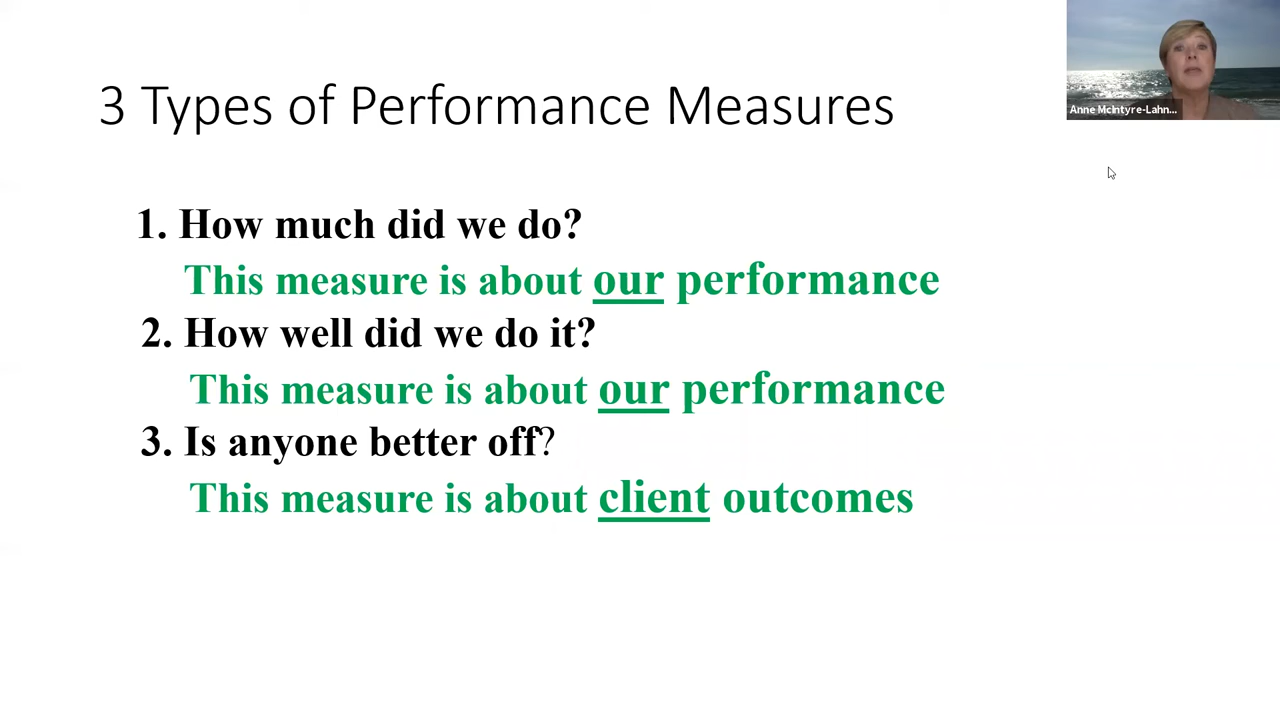 3 Types of Performance Measures
Anne McIntyre-Lahn...
1. How much did we do?
This measure is about our performance
2. How well did we do it?
This measure is about our performance
3. Is anyone better off?
This measure is about client outcomes